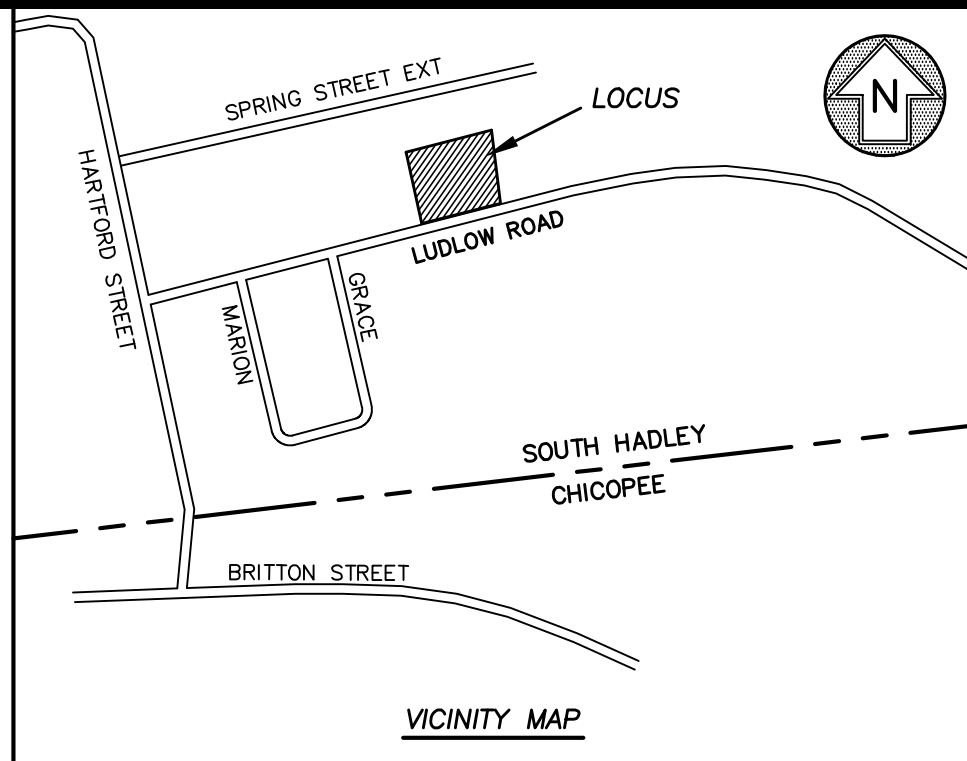 SPRING STREET EXT
LOCUS
N
HARTFORD STREET
LUDLOW ROAD
MARION
GRACE
SOUTH HADLEY
CHICOPEE
BRITTON STREET
VICINITY MAP